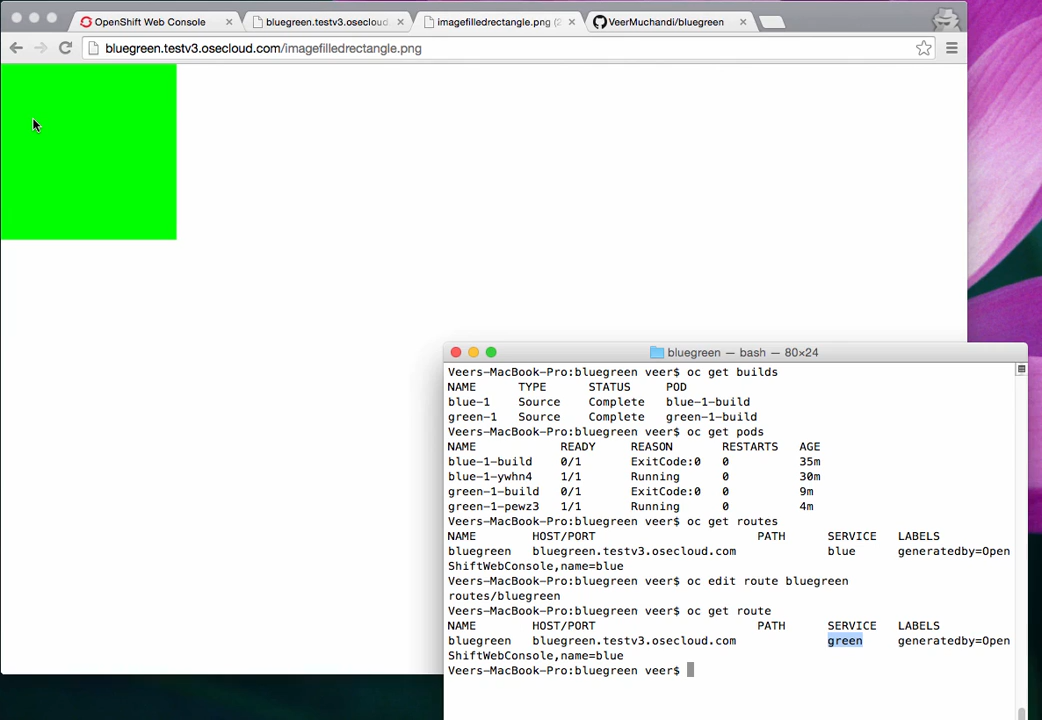 OpenShift Web Console
bluegreen.testv3.osecloud
imagefilledrectangle.png (2
VeerMuchandi/bluegreen
bluegreen.testv3.osecloud.com/imagefilledrectangle.png
bluegreen — bash — 80×24
Veers-MacBook-Pro:bluegreen veer$ oc get builds
NAME TYPE STATUS POD
blue-1 Source Complete blue-1-build
green-1 Source Complete green-1-build
Veers-MacBook-Pro:bluegreen veer$ oc get pods
NAME READY REASON RESTARTS AGE
blue-1-build 0/1 ExitCode:0 0 35m
blue-1-ywhn4 1/1 Running 0 30m
green-1-build 0/1 ExitCode:0 0 9m
green-1-pewz3 1/1 Running 0 4m
Veers-MacBook-Pro:bluegreen veer$ oc get routes
NAME HOST/PORT PATH SERVICE LABELS
bluegreen bluegreen.testv3.osecloud.com blue generatedby=Open
ShiftWebConsole,name=blue
Veers-MacBook-Pro:bluegreen veer$ oc edit route bluegreen
routes/bluegreen
Veers-MacBook-Pro:bluegreen veer$ oc get route
NAME HOST/PORT PATH SERVICE LABELS
bluegreen bluegreen.testv3.osecloud.com green generatedby=Open
ShiftWebConsole,name=blue
Veers-MacBook-Pro:bluegreen veer$